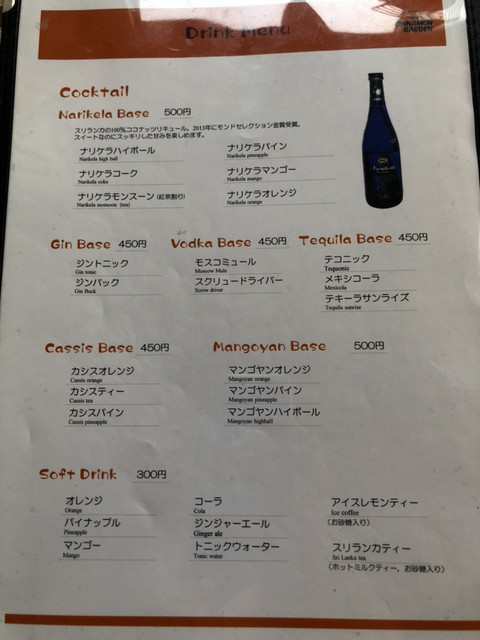 Drink Menu
CINNAMON
GARDEN
Cocktail
Narikela Base 500円
スリランカの100%ココナッツリキュール。2013年にモンドセレクション金賞受賞。
スイートなのにスッキリした甘みを楽しめます。
ナリケラハイボール ナリケラパイン
Narikela high ball Narikela pineapple
ナリケラコーク ナリケラマンゴー
Narikela coke Narikela mango
ナリケラモンスーン (紅茶割り) ナリケラオレンジ
Narikela monsoon (tea) Narikela orange
Gin Base 450円 Vodka Base 450円 Tequila Base 450円
ジントニック モスコミュール テコニック
Gin tonic Moscow Mule Tequonic
ジンバック スクリュードライバー メキシコーラ
Gin Buck Screw driver Mexicola
テキーラサンライズ
Tequila sunrise
Cassis Base 450円 Mangoyan Base 500円
カシスオレンジ マンゴヤンオレンジ
Cassis orange Mangoyan orange
カシスティー マンゴヤンパイン
Cassis tea Mangoyan pineapple
カシスパイン マンゴヤンハイボール
Cassis pineapple Mangoyan highball
Soft Drink 300円
オレンジ コーラ アイスレモンティー
Orange Cola Ice coffee
(お砂糖入り)
パイナップル ジンジャーエール
Pineapple Ginger ale
マンゴー トニックウォーター スリランカティー
Mango Tonic water Sri Lanka tea
(ホットミルクティー、お砂糖入り)